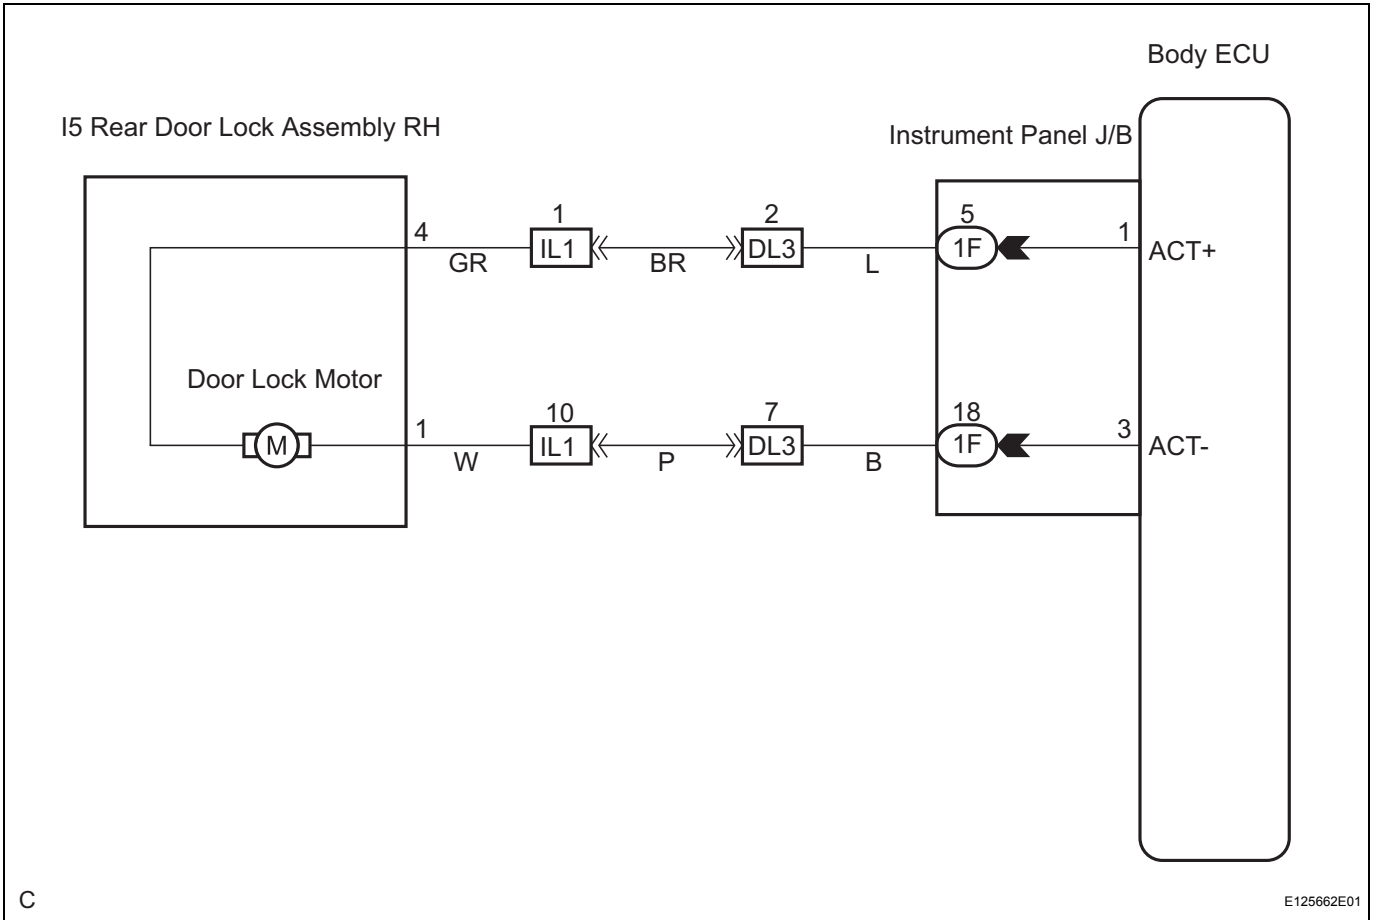 Body ECU
I5 Rear Door Lock Assembly RH
Instrument Panel J/B
4
GR
1
IL1
BR
2
DL3
L
5
1F
1
ACT+
Door Lock Motor
M
1
W
10
IL1
P
7
DL3
B
18
1F
3
ACT-
C
E125662E01